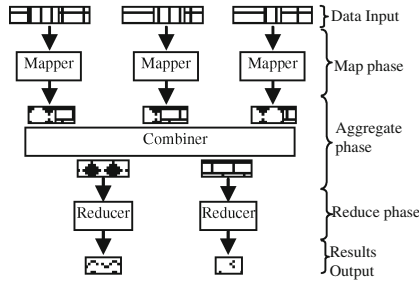 Data Input
Mapper Mapper Mapper
Map phase
Combiner
Aggregate
phase
Reducer Reducer
Reduce phase
Results
Output